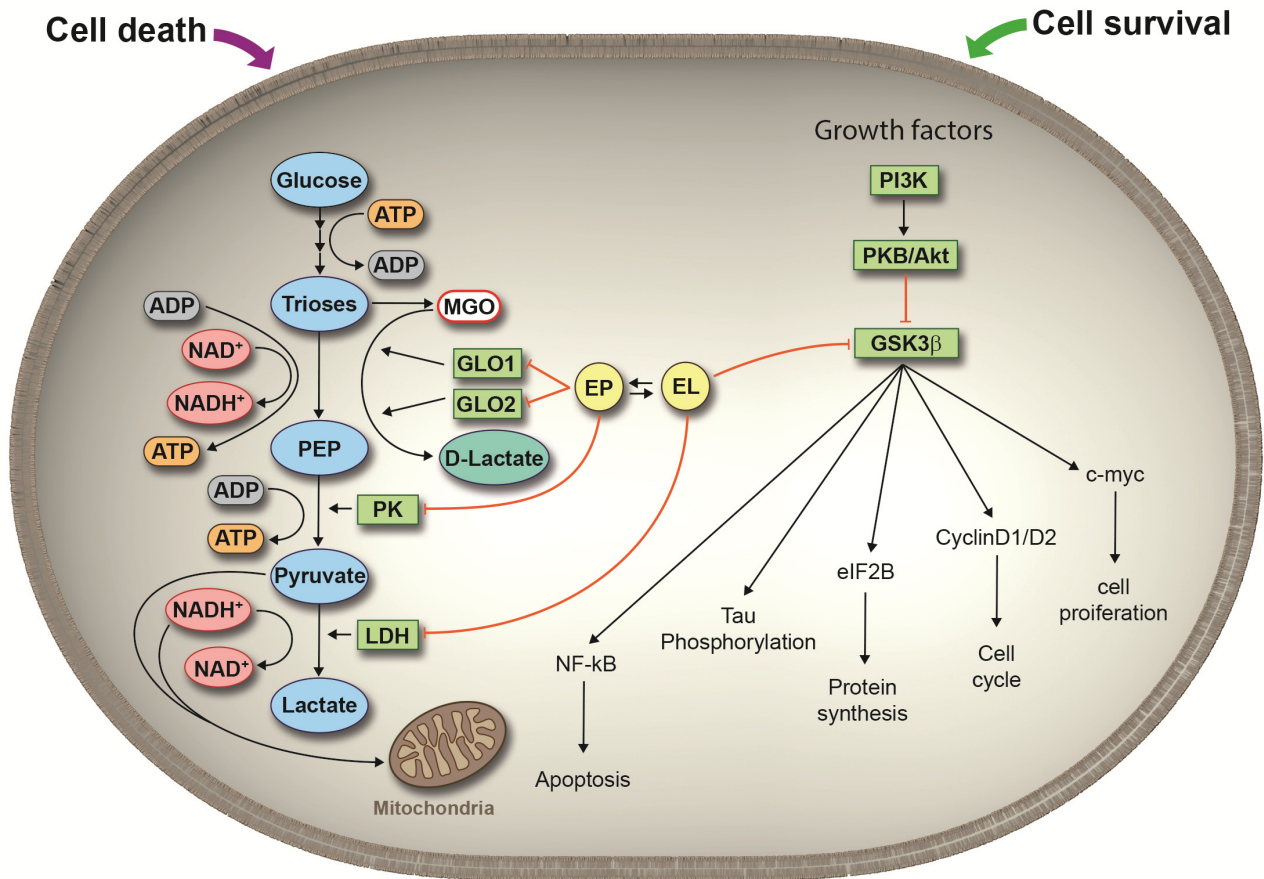 Cell death
Cell survival
Growth factors
Glucose
ATP
ADP
Trioses
MGO
ADP
NAD⁺
NADH⁺
ATP
GLO1
GLO2
D-Lactate
PEP
ADP
ATP
PK
Pyruvate
NADH⁺
NAD⁺
LDH
Lactate
Mitochondria
EP
EL
PI3K
PKB/Akt
GSK3β
NF-kB
Apoptosis
Tau
Phosphorylation
eIF2B
Protein
synthesis
CyclinD1/D2
Cell
cycle
c-myc
cell
proiferation